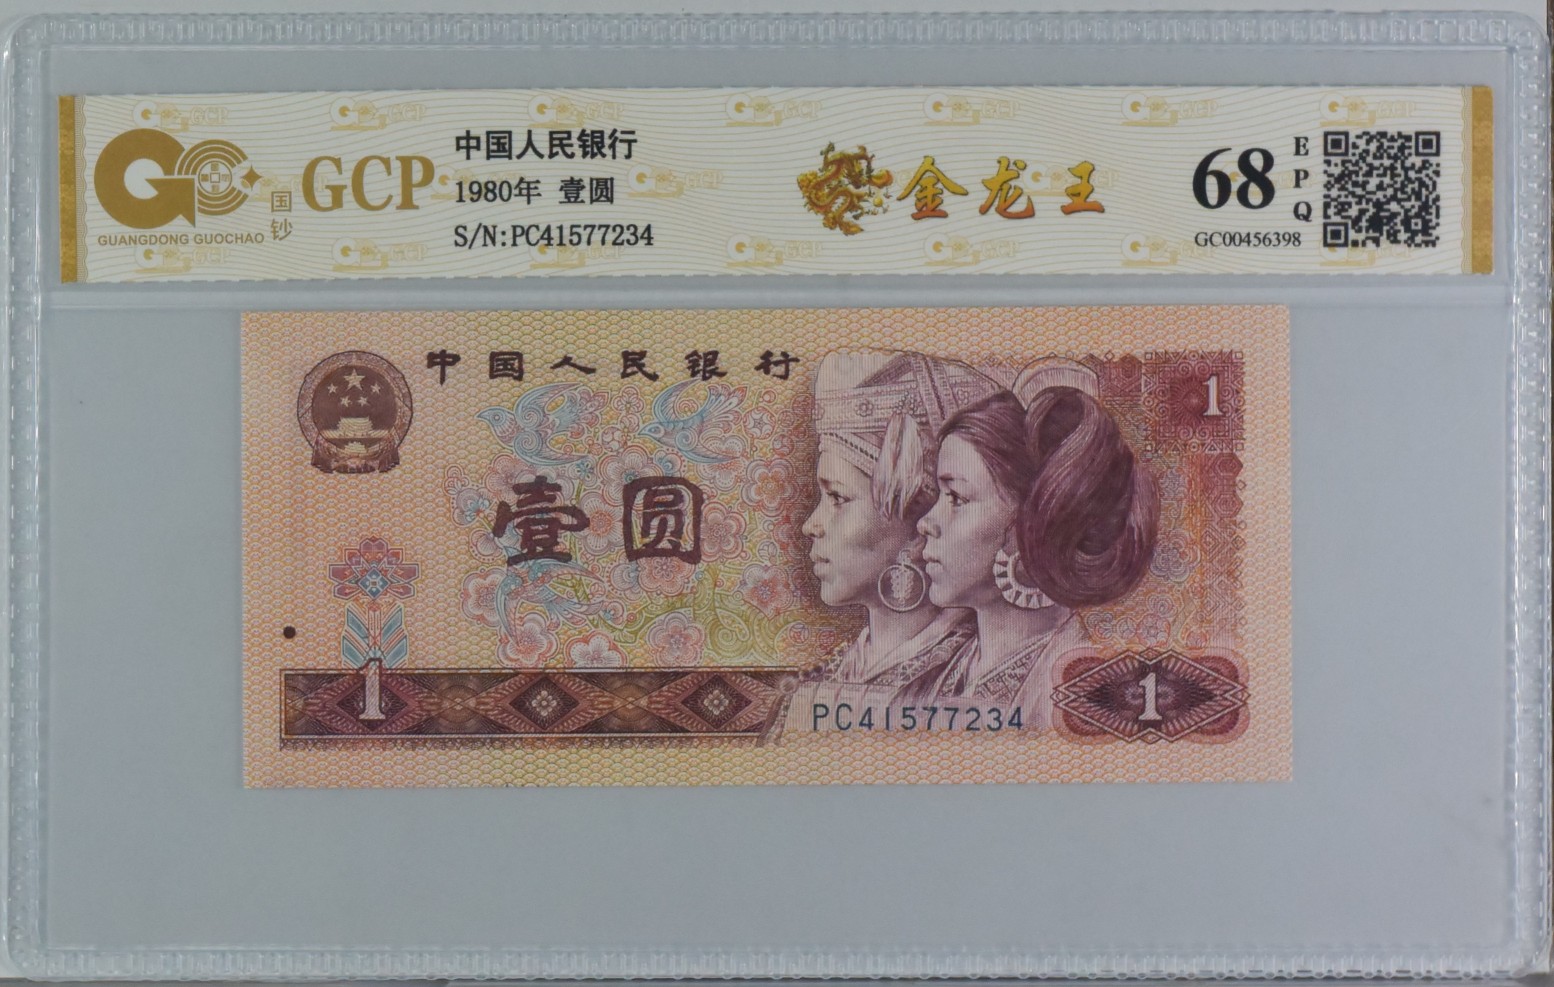 GUANGDONG GUOCHAO
国钞
GCP
中国人民银行
1980年 壹圆
S/N:PC41577234
金龙王
68
EPQ
GC00456398
中国人民银行
1
壹圆
1
PC41577234
1